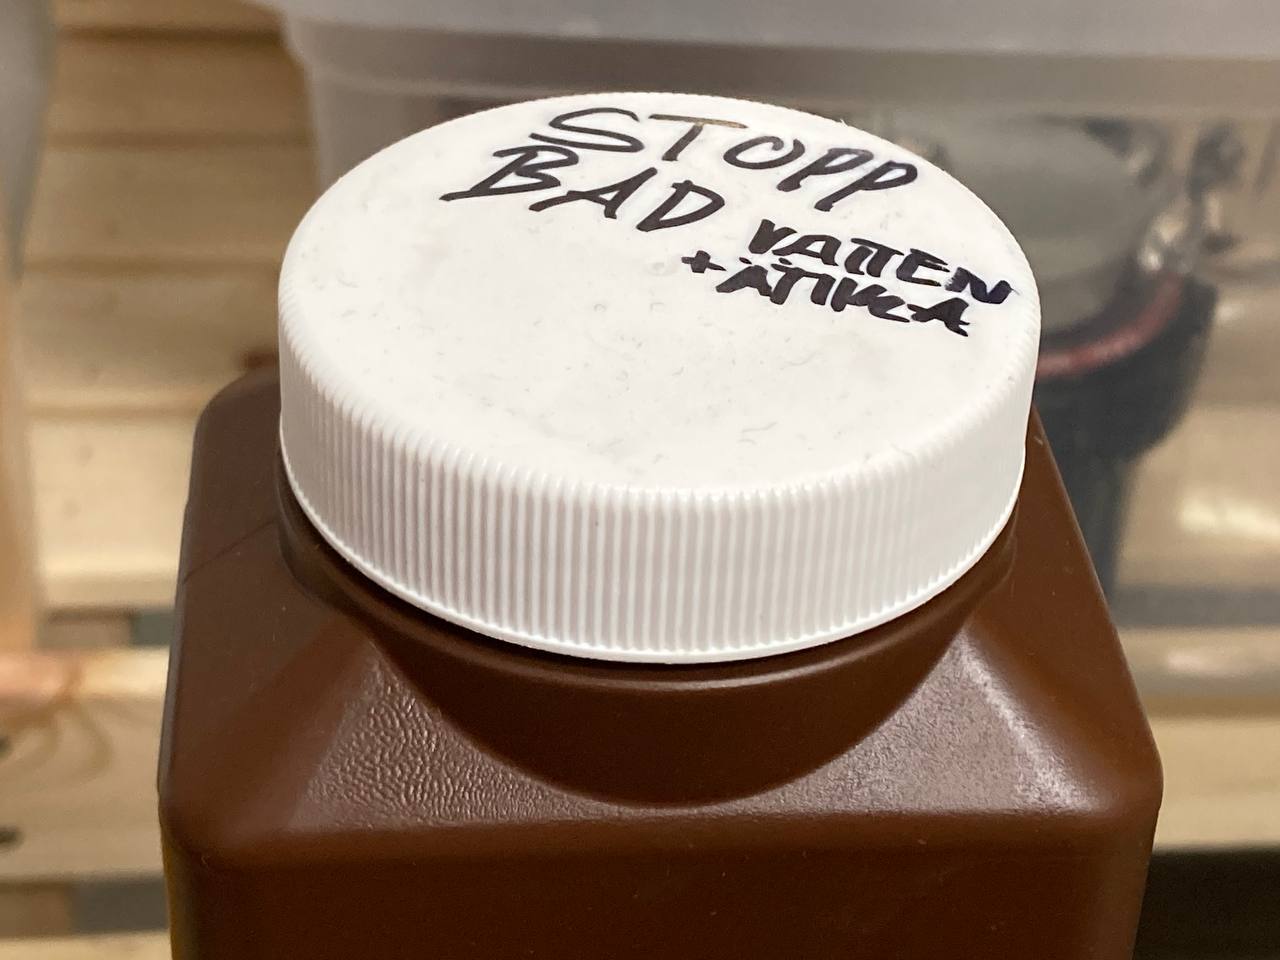 STOPP
BAD
VATTEN
+ ÄTTIKA